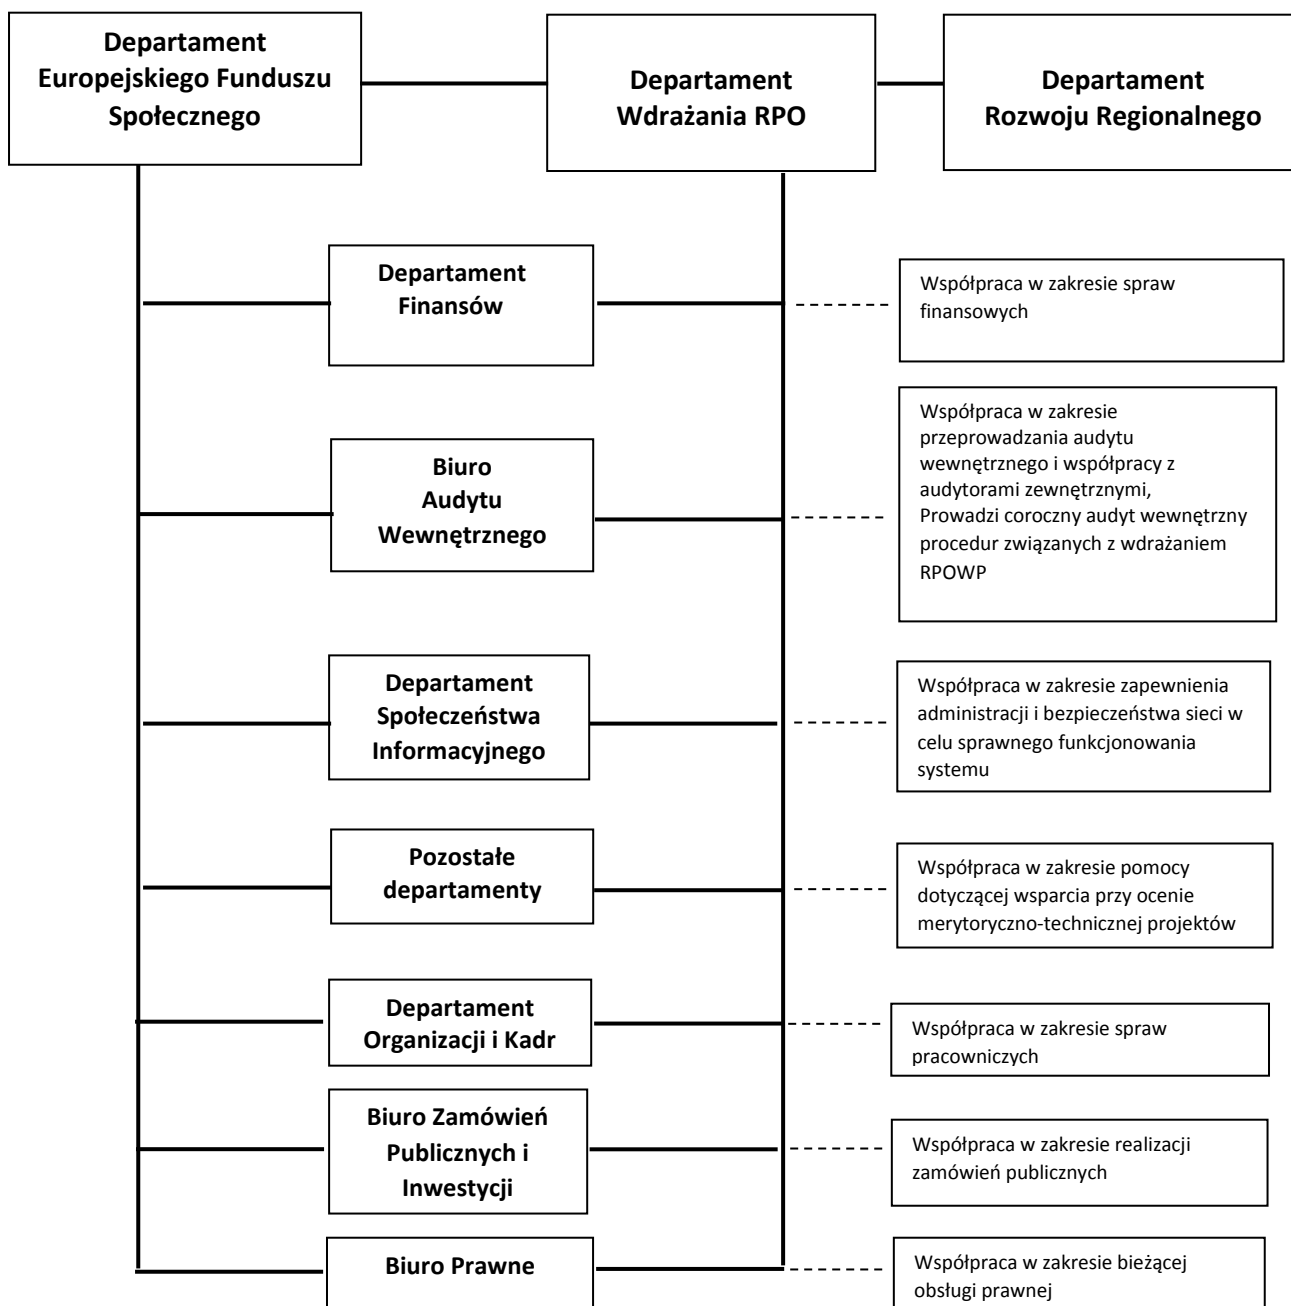 Departament
Europejskiego Funduszu
Społecznego
Departament
Wdrażania RPO
Departament
Rozwoju Regionalnego
Departament
Finansów
Współpraca w zakresie spraw
finansowych
Biuro
Audytu
Wewnętrznego
Współpraca w zakresie
przeprowadzania audytu
wewnętrznego i współpracy z
audytorami zewnętrznymi,
Prowadzi coroczny audyt wewnętrzny
procedur związanych z wdrażaniem
RPOWP
Departament
Społeczeństwa
Informacyjnego
Współpraca w zakresie zapewnienia
administracji i bezpieczeństwa sieci w
celu sprawnego funkcjonowania
systemu
Pozostałe
departamenty
Współpraca w zakresie pomocy
dotyczącej wsparcia przy ocenie
merytoryczno-technicznej projektów
Departament
Organizacji i Kadr
Współpraca w zakresie spraw
pracowniczych
Biuro Zamówień
Publicznych i
Inwestycji
Współpraca w zakresie realizacji
zamówień publicznych
Biuro Prawne
Współpraca w zakresie bieżącej
obsługi prawnej